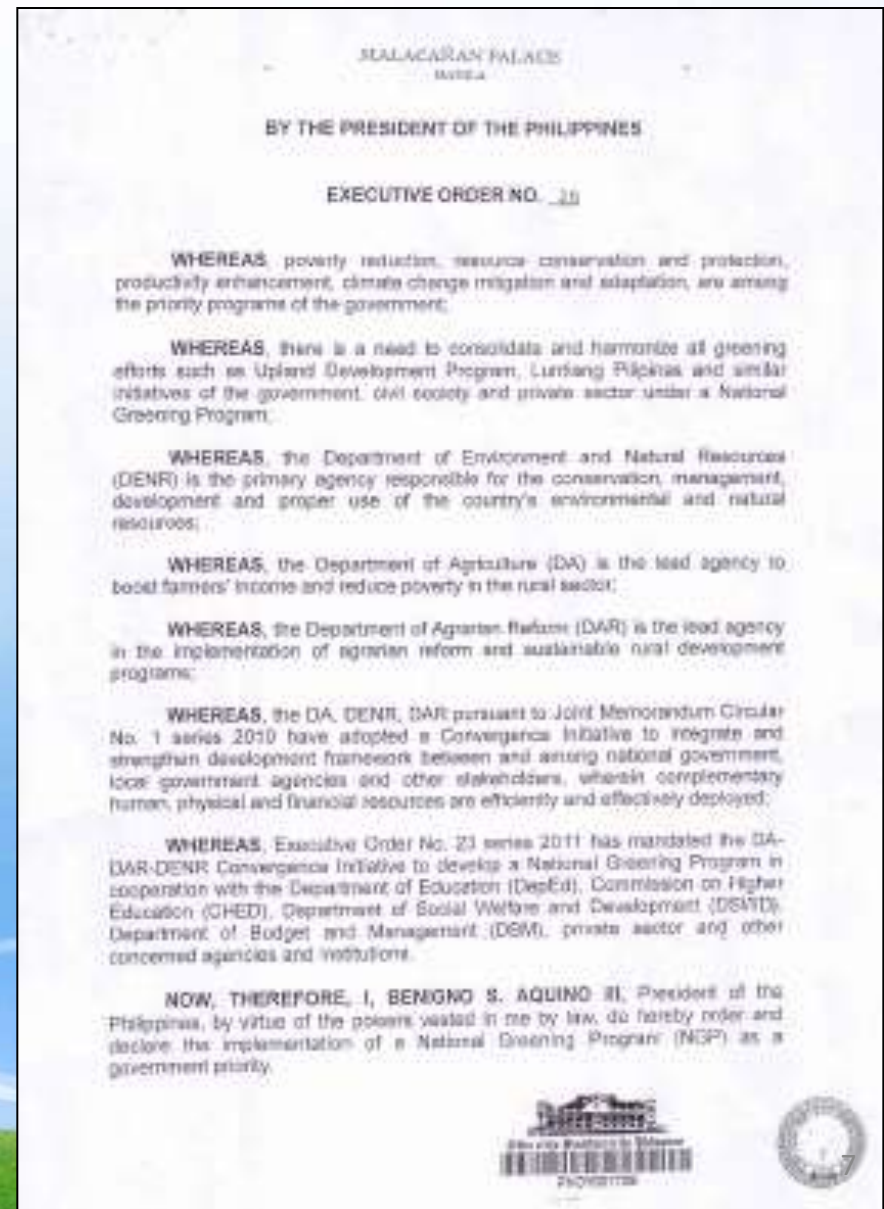 MALACAÑAN PALACE
MANILA
BY THE PRESIDENT OF THE PHILIPPINES
EXECUTIVE ORDER NO. 26
WHEREAS, poverty reduction, resource conservation and protection,
productivity enhancement, climate change mitigation and adaptation, are among
the priority programs of the government;
WHEREAS, there is a need to consolidate and harmonize all greening
efforts such as Upland Development Program, Luntiang Pilipinas and similar
initiatives of the government, civil society and private sector under a National
Greening Program;
WHEREAS, the Department of Environment and Natural Resources
(DENR) is the primary agency responsible for the conservation, management,
development and proper use of the country's environmental and natural
resources;
WHEREAS, the Department of Agriculture (DA) is the lead agency to
boost farmers' income and reduce poverty in the rural sector;
WHEREAS, the Department of Agrarian Reform (DAR) is the lead agency
in the implementation of agrarian reform and sustainable rural development
programs;
WHEREAS, the DA, DENR, DAR pursuant to Joint Memorandum Circular
No. 1 series 2010 have adopted a Convergence Initiative to integrate and
strengthen development framework between and among national government,
local government agencies and other stakeholders, wherein complementary
human, physical and financial resources are efficiently and effectively deployed;
WHEREAS, Executive Order No. 23 series 2011 has mandated the DA-
DAR-DENR Convergence Initiative to develop a National Greening Program in
cooperation with the Department of Education (DepEd), Commission on Higher
Education (CHED), Department of Social Welfare and Development (DSWD),
Department of Budget and Management (DBM), private sector and other
concerned agencies and institutions.
NOW, THEREFORE, I, BENIGNO S. AQUINO III, President of the
Philippines, by virtue of the powers vested in me by law, do hereby order and
declare the implementation of a National Greening Program (NGP) as a
government priority.
7